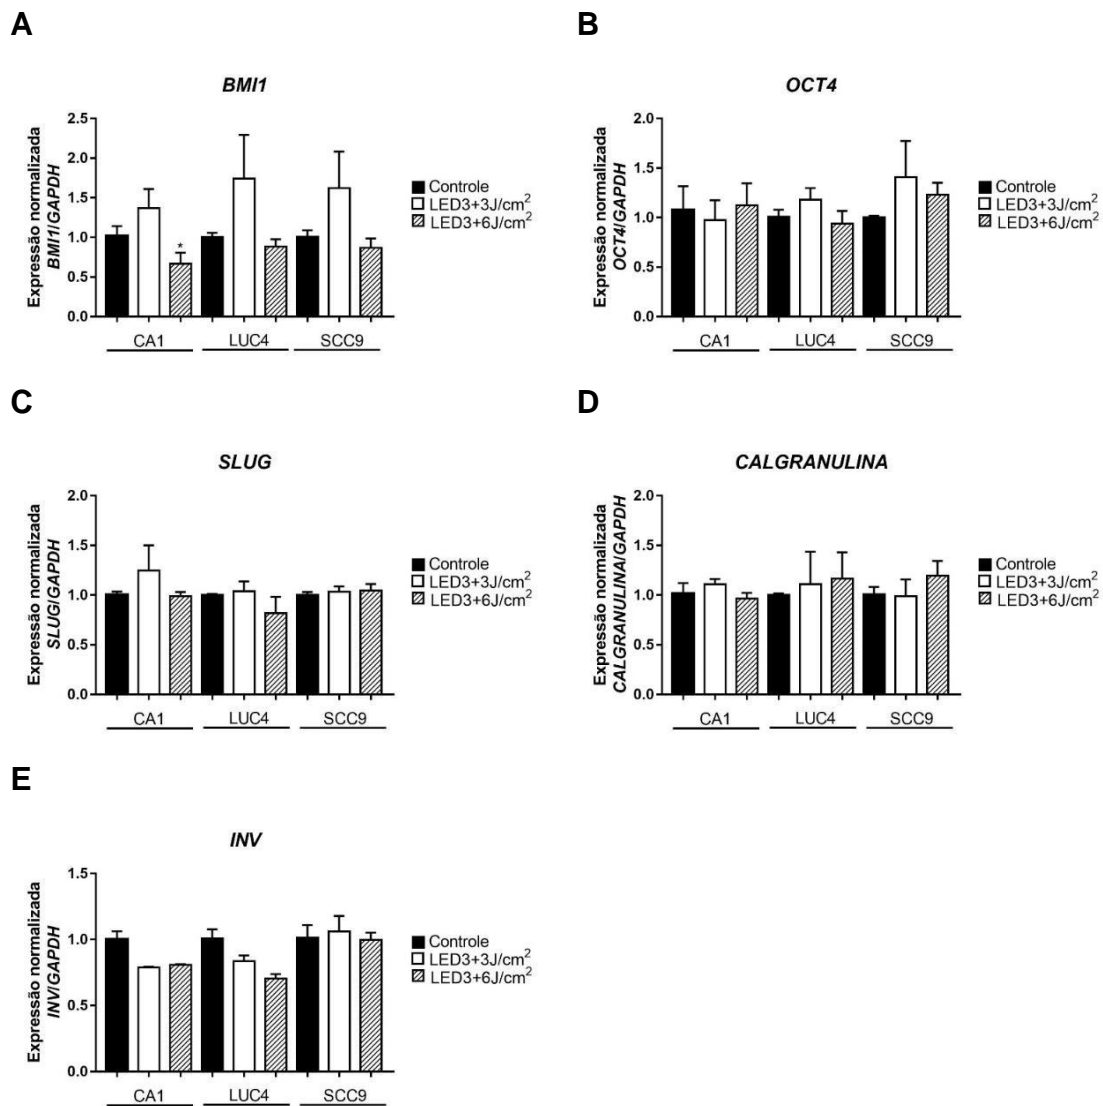 A
BMI1
Expressão normalizada
BMI1/GAPDH
2.5
2.0
1.5
1.0
0.5
0.0
*
CA1
LUC4
SCC9
Controle
LED3+3J/cm²
LED3+6J/cm²
B
OCT4
Expressão normalizada
OCT4/GAPDH
2.0
1.5
1.0
0.5
0.0
CA1
LUC4
SCC9
Controle
LED3+3J/cm²
LED3+6J/cm²
C
SLUG
Expressão normalizada
SLUG/GAPDH
2.0
1.5
1.0
0.5
0.0
CA1
LUC4
SCC9
Controle
LED3+3J/cm²
LED3+6J/cm²
D
CALGRANULINA
Expressão normalizada
CALGRANULINA/GAPDH
2.0
1.5
1.0
0.5
0.0
CA1
LUC4
SCC9
Controle
LED3+3J/cm²
LED3+6J/cm²
E
INV
Expressão normalizada
INV/GAPDH
1.5
1.0
0.5
0.0
CA1
LUC4
SCC9
Controle
LED3+3J/cm²
LED3+6J/cm²